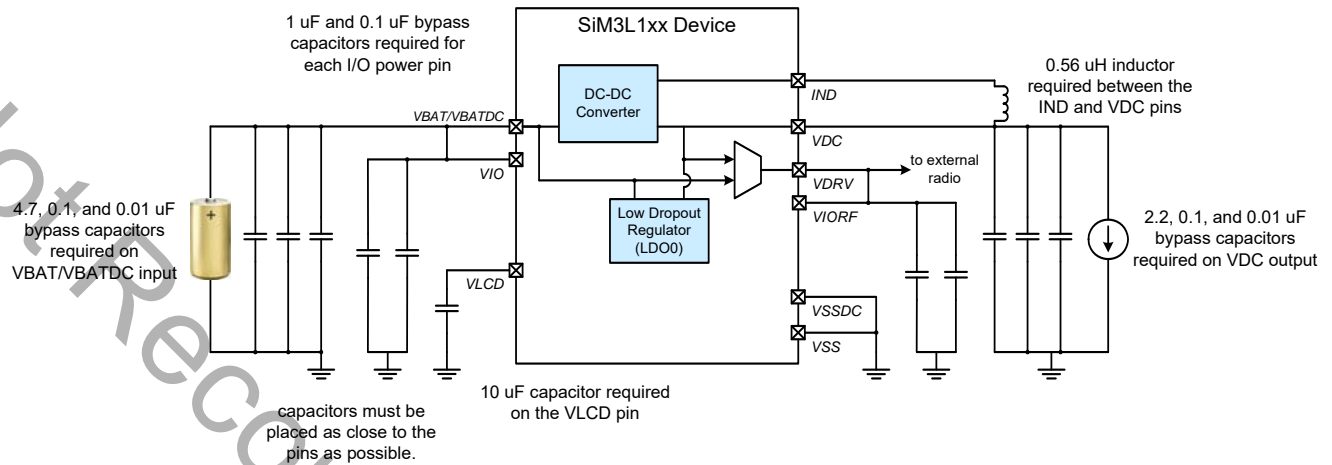 1 uF and 0.1 uF bypass
capacitors required for
each I/O power pin
SiM3L1xx Device
DC-DC
Converter
IND
0.56 uH inductor
required between the
IND and VDC pins
VBAT/VBATDC
VDC
VIO
to external
radio
VDRV
VIORF
Low Dropout
Regulator
(LDO0)
4.7, 0.1, and 0.01 uF
bypass capacitors
required on
VBAT/VBATDC input
+
2.2, 0.1, and 0.01 uF
bypass capacitors
required on VDC output
VLCD
VSSDC
VSS
10 uF capacitor required
on the VLCD pin
capacitors must be
placed as close to the
pins as possible.